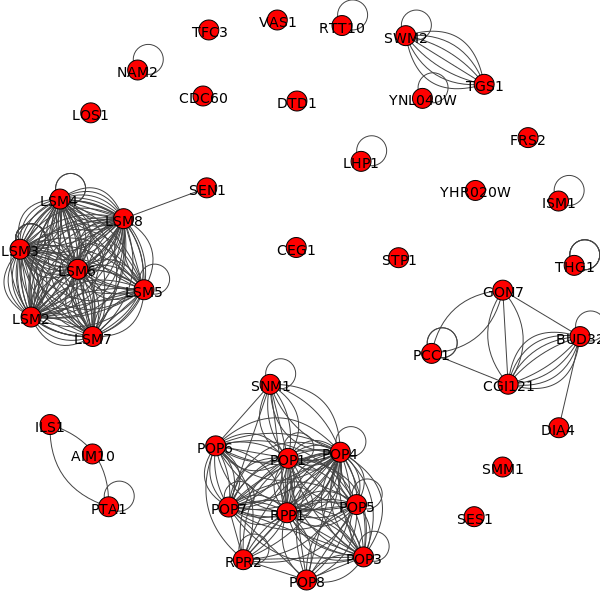 VAS1
TFC3
RTT10
SWM2
NAM2
TGS1
CDC60
DTD1
YNL040W
LOS1
FRS2
LHP1
SEN1
YHR020W
LSM4
ISM1
LSM8
LSM3
CEG1
STP1
LSM6
THG1
LSM5
GON7
LSM2
LSM7
BUD32
PCC1
CGI121
SNM1
ILS1
DIA4
POP6
AIM10
POP4
POP1
SMM1
POP5
PTA1
POP7
RPP1
SES1
POP3
RPR2
POP8